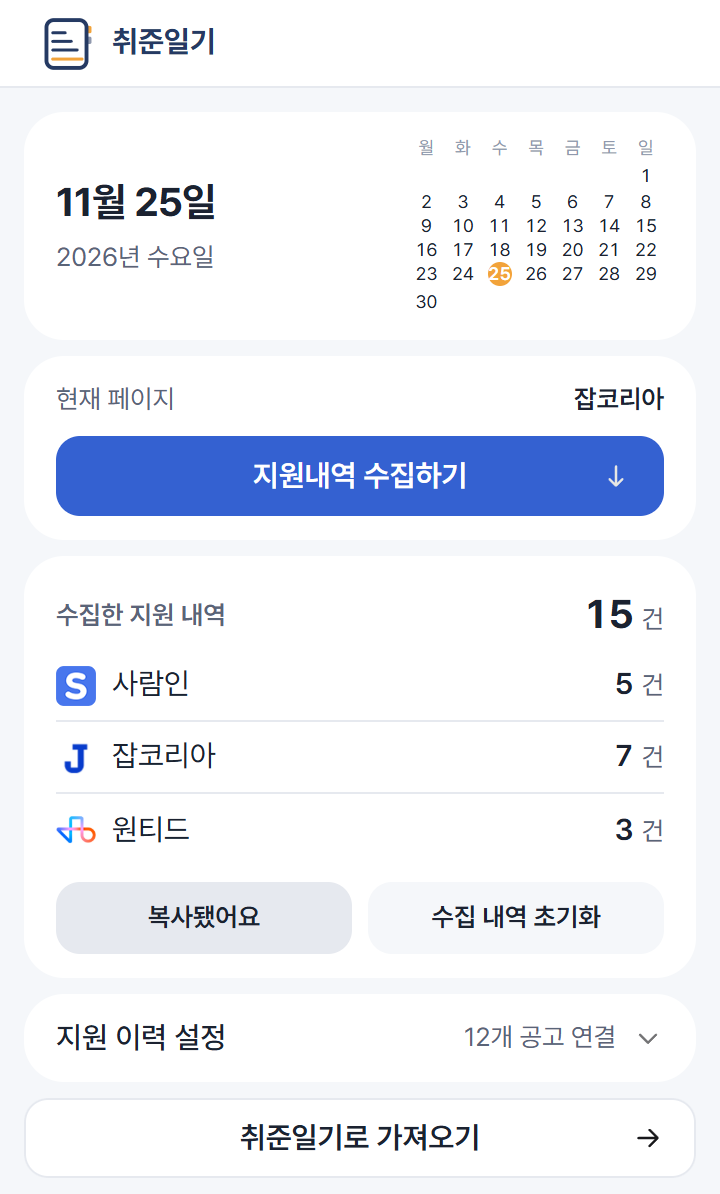 취준일기
11월 25일
2026년 수요일
월 화 수 목 금 토 일
1
2 3 4 5 6 7 8
9 10 11 12 13 14 15
16 17 18 19 20 21 22
23 24 25 26 27 28 29
30
현재 페이지 잡코리아
지원내역 수집하기 ↓
수집한 지원 내역 15 건
S 사람인 5 건
J 잡코리아 7 건
원티드 3 건
복사됐어요 수집 내역 초기화
지원 이력 설정 12개 공고 연결
취준일기로 가져오기 →